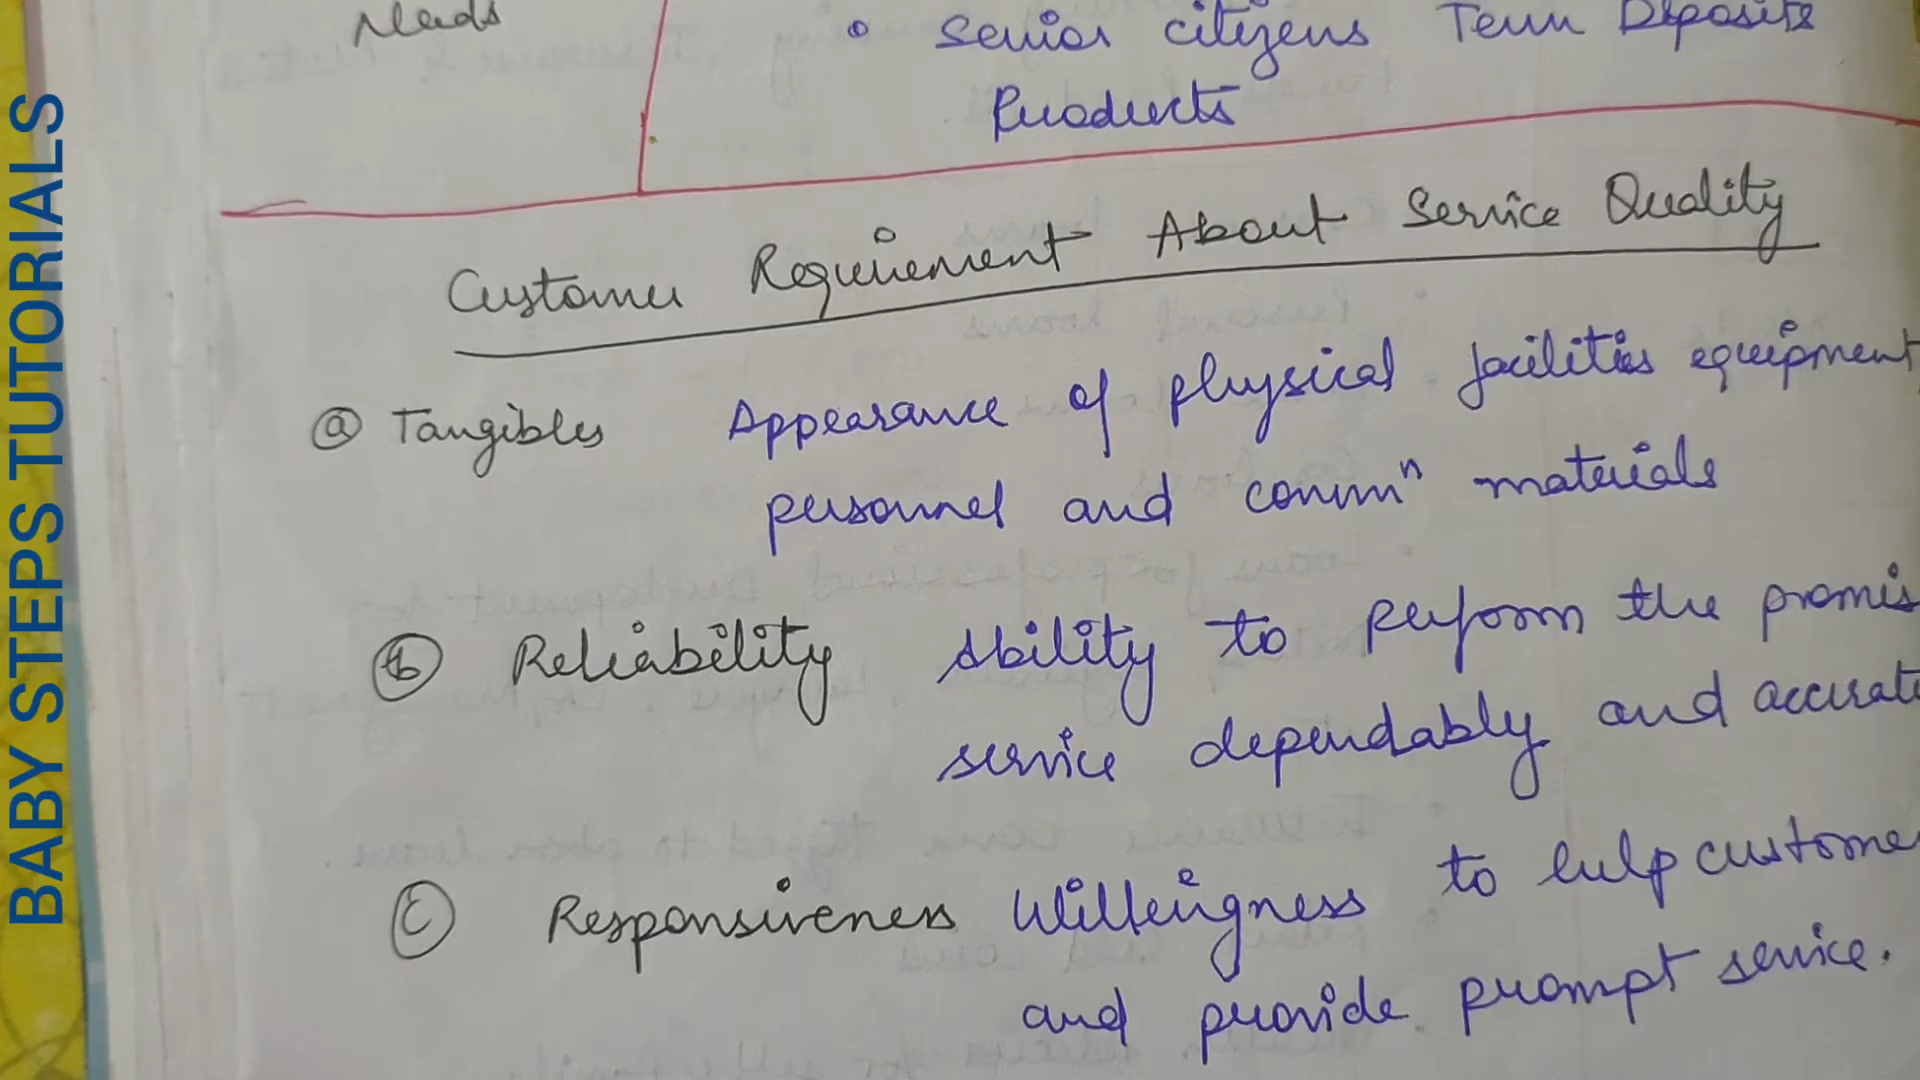 Needs
• Senior citizens Term Deposits
Products
Customer Requirement About Service Quality
(a) Tangibles Appearance of physical facilities equipment,
personnel and commⁿ materials
(b) Reliability Ability to perform the promis
service dependably and accurate
(c) Responsiveness Willingness to help custome
and provide prompt service.
BABY STEPS TUTORIALS